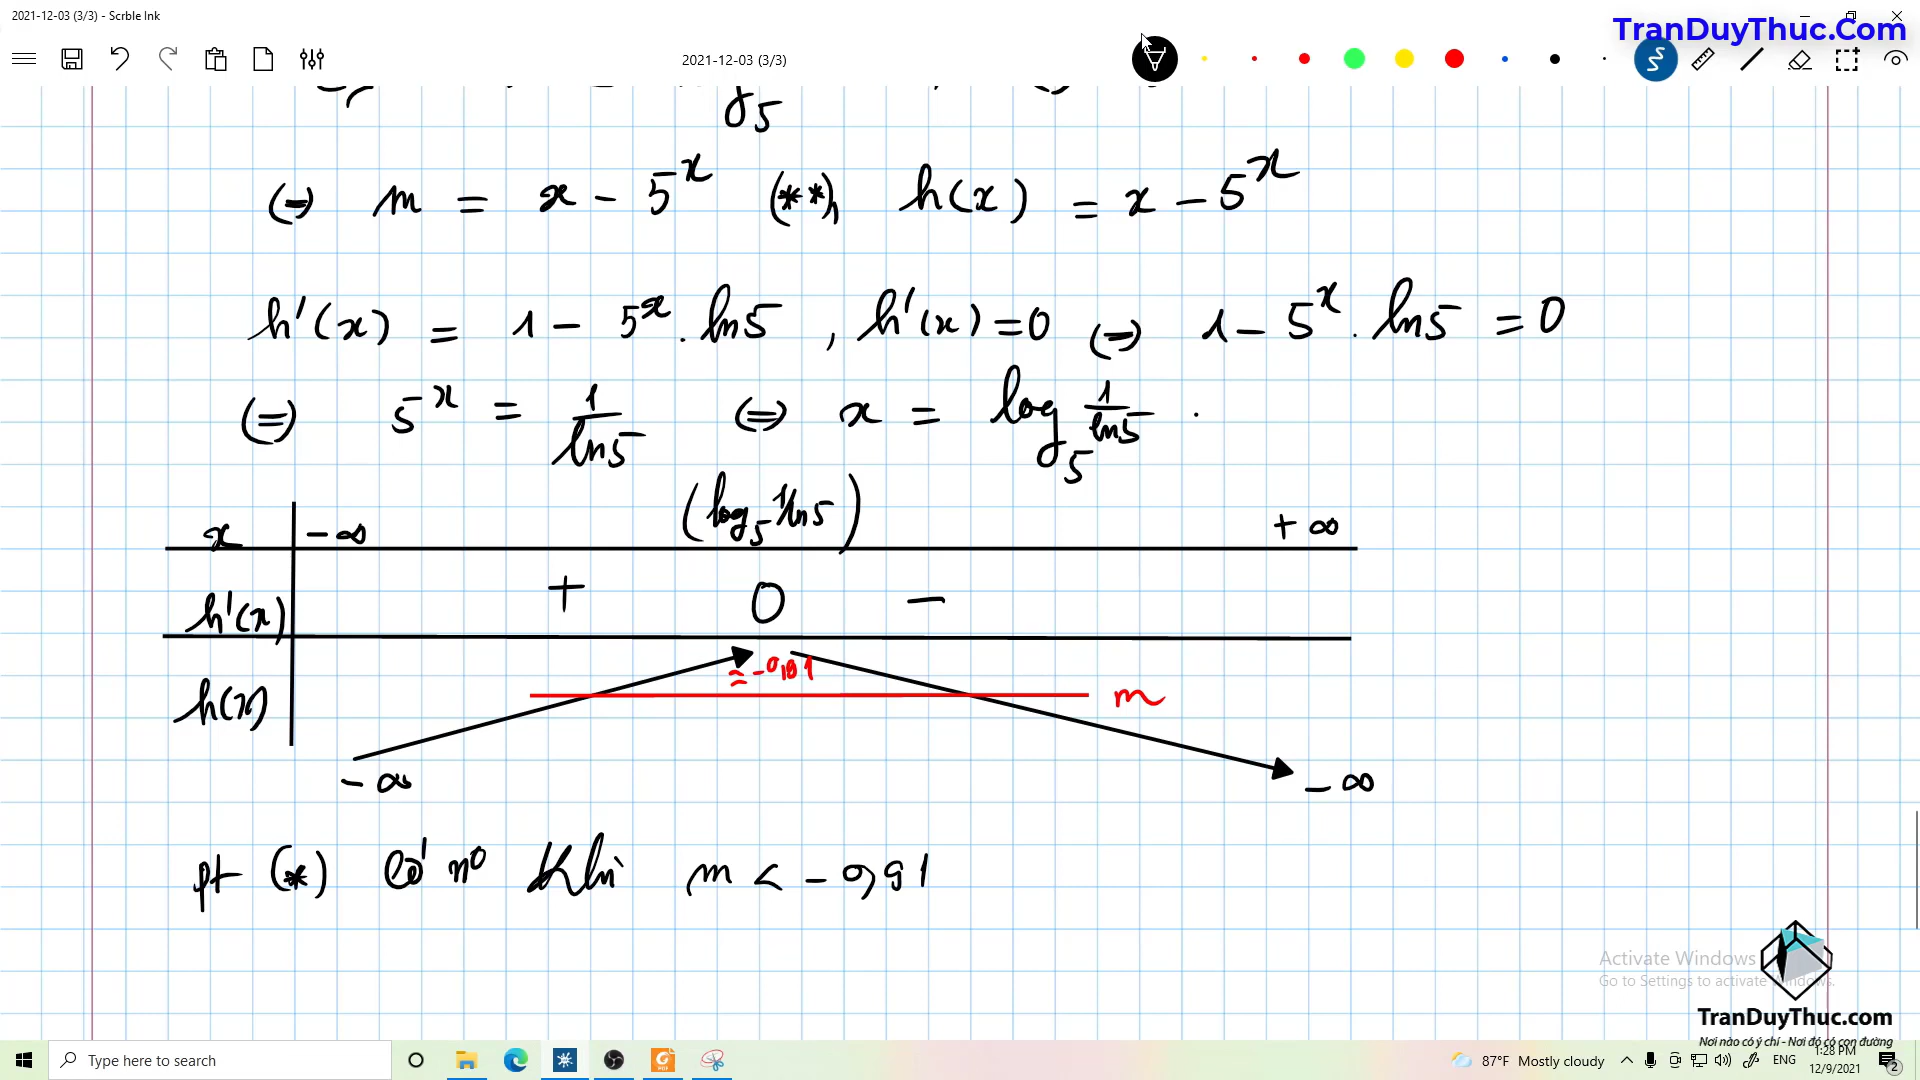 2021-12-03 (3/3) - Scrble Ink
TranDuyThuc.Com
2021-12-03 (3/3)
5
(=) m = x - 5^x (**), h(x) = x - 5^x
h'(x) = 1 - 5^x . ln5 , h'(x) = 0 (=) 1 - 5^x . ln5 = 0
(=) 5^x = 1/ln5 (=) x = log_5 1/ln5 .
x -∞ (log_5 1/ln5) +∞
h'(x) + 0 -
≈ -0,91
h(x) m
-∞ -∞
pt (*) có n0 Khi m < -0,91
Activate Windows
Go to Settings to activate Windows.
TranDuyThuc.com
Nơi nào có ý chí - Nơi đó có con đường
Type here to search
87°F Mostly cloudy
ENG
1:28 PM
12/9/2021
2